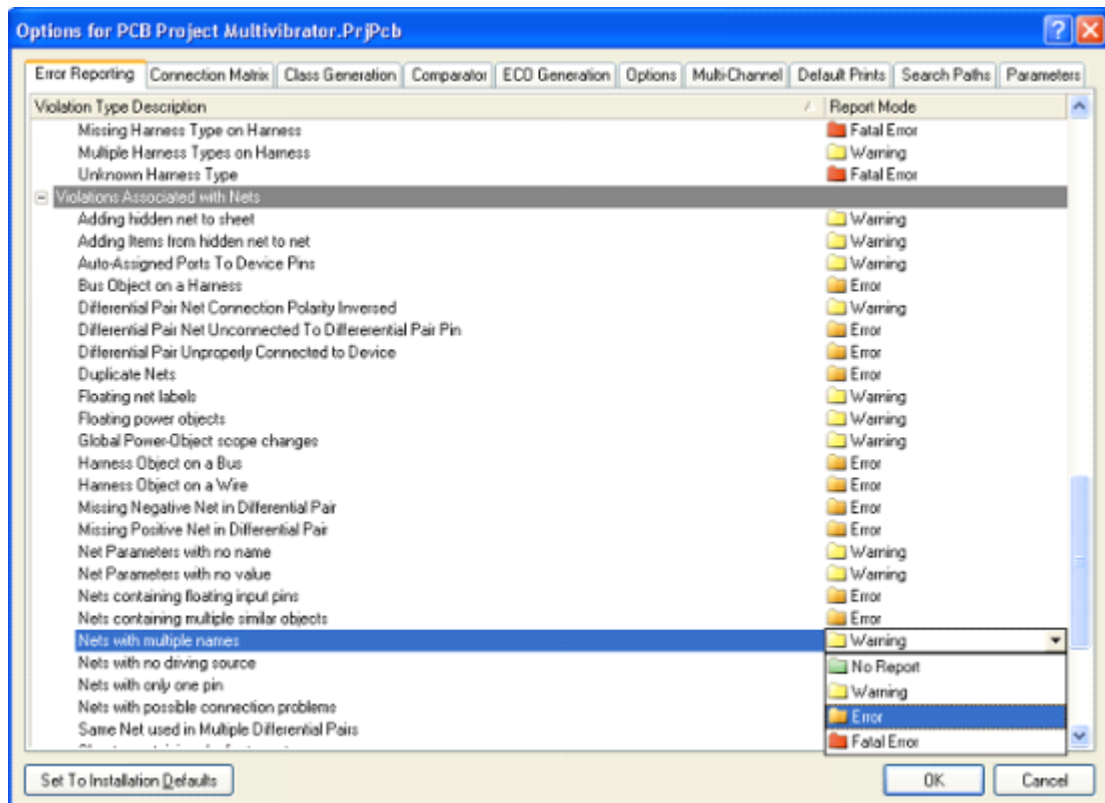 Options for PCB Project Multivibrator.PrjPcb
Error Reporting Connection Matrix Class Generation Comparator ECO Generation Options Multi-Channel Default Prints Search Paths Parameters
Violation Type Description Report Mode
Missing Harness Type on Harness Fatal Error
Multiple Harness Types on Harness Warning
Unknown Harness Type Fatal Error
Violations Associated with Nets
Adding hidden net to sheet Warning
Adding Items from hidden net to net Warning
Auto-Assigned Ports To Device Pins Warning
Bus Object on a Harness Error
Differential Pair Net Connection Polarity Inversed Warning
Differential Pair Net Unconnected To Differerential Pair Pin Error
Differential Pair Unproperly Connected to Device Error
Duplicate Nets Error
Floating net labels Warning
Floating power objects Warning
Global Power-Object scope changes Warning
Harness Object on a Bus Error
Harness Object on a Wire Error
Missing Negative Net in Differential Pair Error
Missing Positive Net in Differential Pair Error
Net Parameters with no name Warning
Net Parameters with no value Warning
Nets containing floating input pins Error
Nets containing multiple similar objects Error
Nets with multiple names Warning
Nets with no driving source No Report
Nets with only one pin Warning
Nets with possible connection problems Error
Same Net used in Multiple Differential Pairs Fatal Error
Set To Installation Defaults OK Cancel